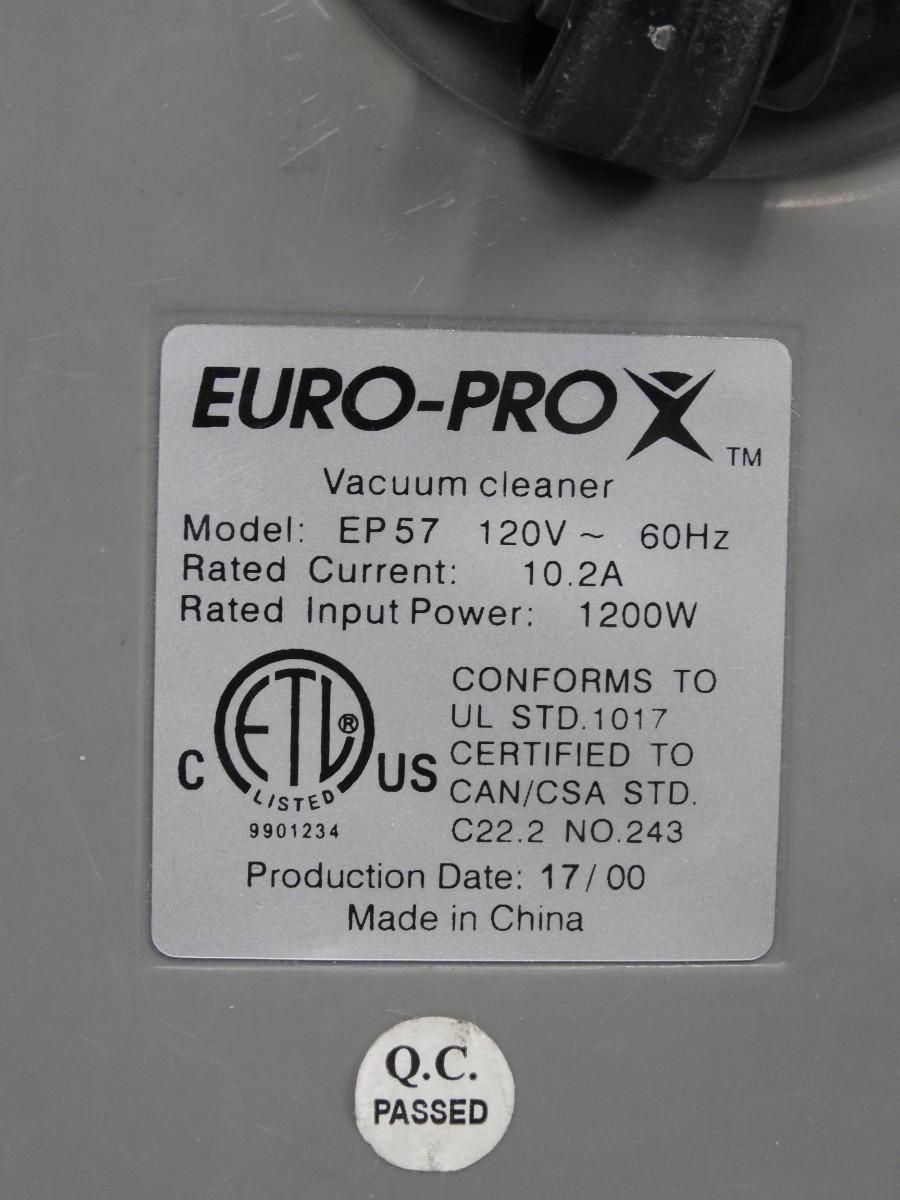 EURO-PRO X ™
Vacuum cleaner
Model: EP57 120V ~ 60Hz
Rated Current: 10.2A
Rated Input Power: 1200W
CONFORMS TO
UL STD.1017
CERTIFIED TO
CAN/CSA STD.
C22.2 NO.243
C ETL ® US
LISTED
9901234
Production Date: 17/00
Made in China
Q.C.
PASSED